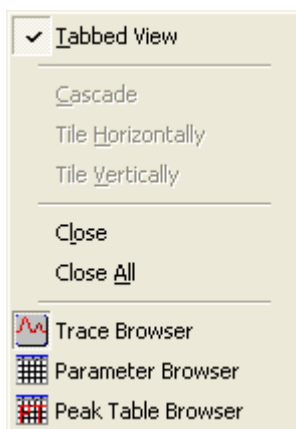 Tabbed View
Cascade
Tile Horizontally
Tile Vertically
Close
Close All
Trace Browser
Parameter Browser
Peak Table Browser